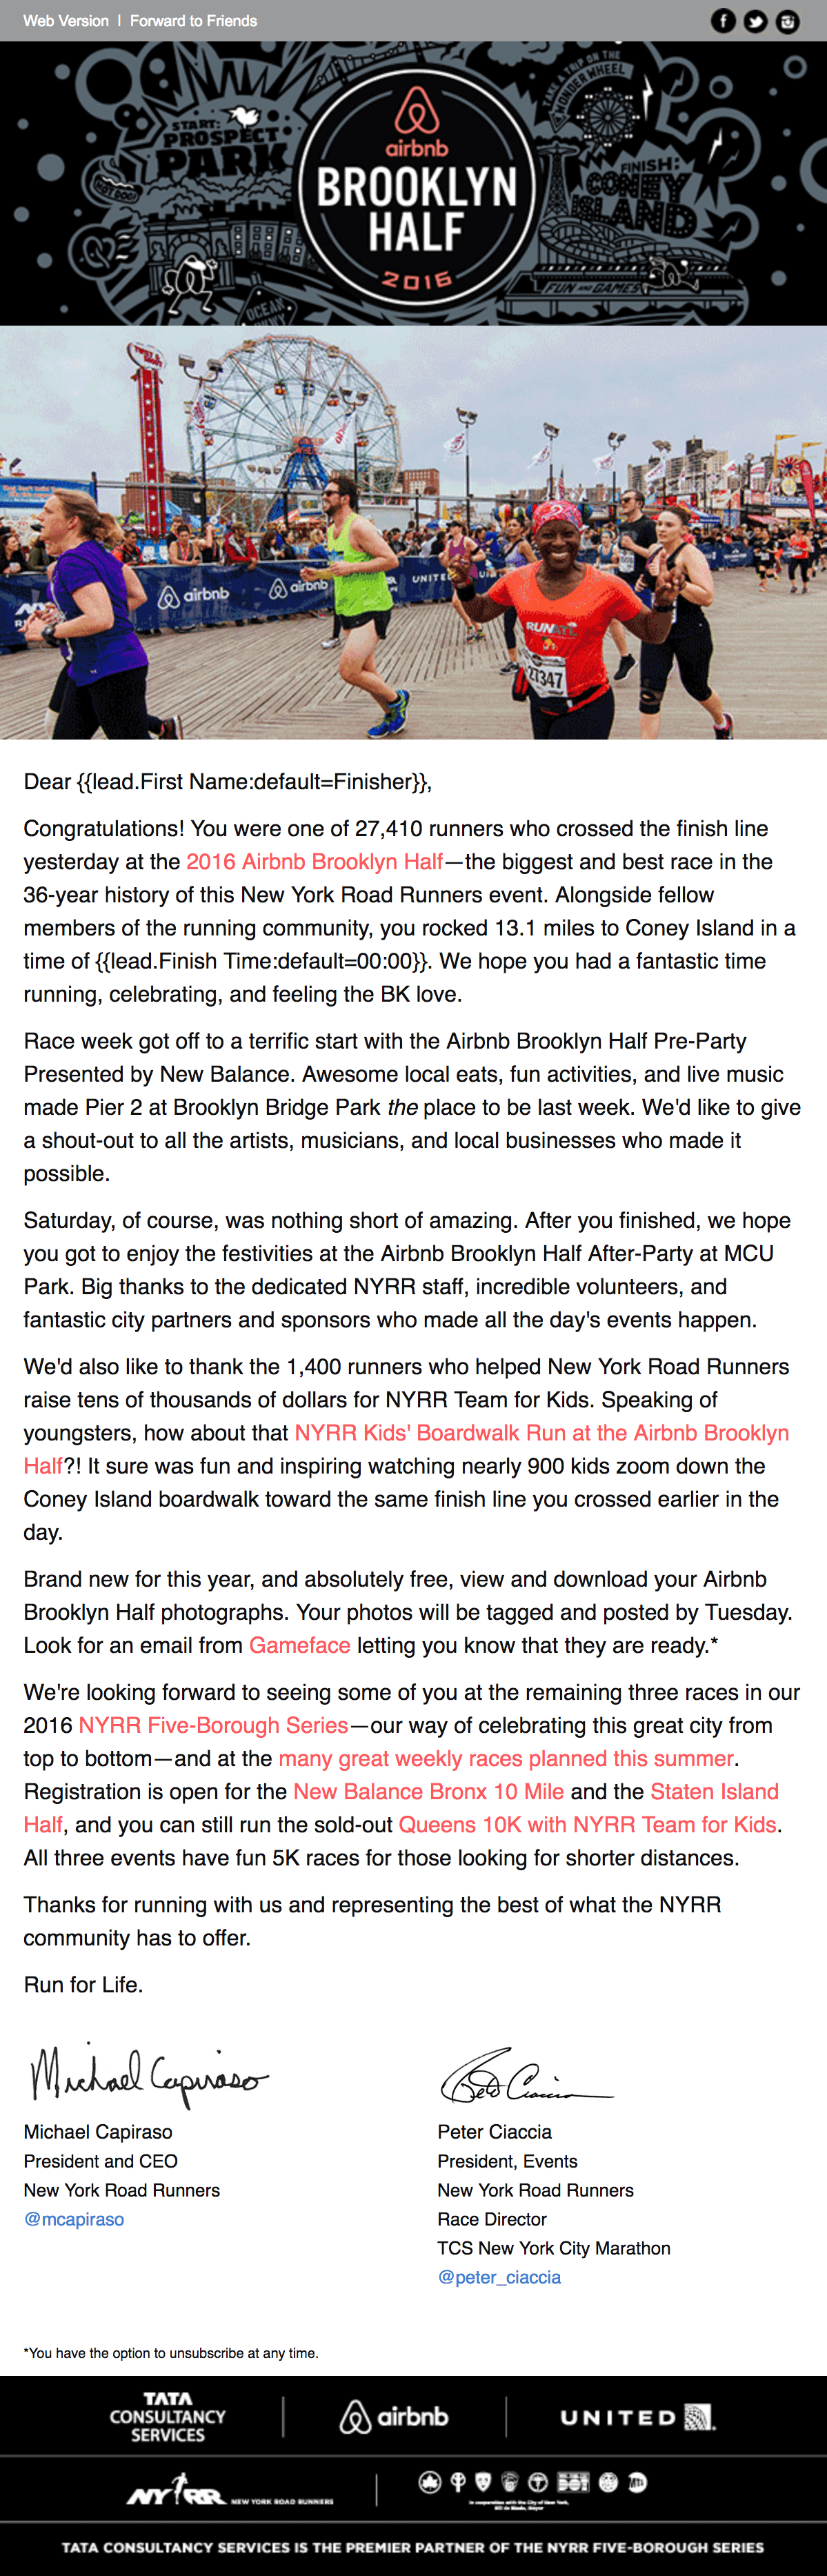 Web Version | Forward to Friends
START:
PROSPECT
PARK
HOT DOG!
OCEAN
airbnb
BROOKLYN
HALF
2016
TAKE A TRIP ON THE
WONDER WHEEL
FINISH:
CONEY
ISLAND
FUN AND GAMES
airbnb
airbnb
UNITED
RUN
27347
Dear {{lead.First Name:default=Finisher}},
Congratulations! You were one of 27,410 runners who crossed the finish line
yesterday at the 2016 Airbnb Brooklyn Half—the biggest and best race in the
36-year history of this New York Road Runners event. Alongside fellow
members of the running community, you rocked 13.1 miles to Coney Island in a
time of {{lead.Finish Time:default=00:00}}. We hope you had a fantastic time
running, celebrating, and feeling the BK love.
Race week got off to a terrific start with the Airbnb Brooklyn Half Pre-Party
Presented by New Balance. Awesome local eats, fun activities, and live music
made Pier 2 at Brooklyn Bridge Park the place to be last week. We'd like to give
a shout-out to all the artists, musicians, and local businesses who made it
possible.
Saturday, of course, was nothing short of amazing. After you finished, we hope
you got to enjoy the festivities at the Airbnb Brooklyn Half After-Party at MCU
Park. Big thanks to the dedicated NYRR staff, incredible volunteers, and
fantastic city partners and sponsors who made all the day's events happen.
We'd also like to thank the 1,400 runners who helped New York Road Runners
raise tens of thousands of dollars for NYRR Team for Kids. Speaking of
youngsters, how about that NYRR Kids' Boardwalk Run at the Airbnb Brooklyn
Half?! It sure was fun and inspiring watching nearly 900 kids zoom down the
Coney Island boardwalk toward the same finish line you crossed earlier in the
day.
Brand new for this year, and absolutely free, view and download your Airbnb
Brooklyn Half photographs. Your photos will be tagged and posted by Tuesday.
Look for an email from Gameface letting you know that they are ready.*
We're looking forward to seeing some of you at the remaining three races in our
2016 NYRR Five-Borough Series—our way of celebrating this great city from
top to bottom—and at the many great weekly races planned this summer.
Registration is open for the New Balance Bronx 10 Mile and the Staten Island
Half, and you can still run the sold-out Queens 10K with NYRR Team for Kids.
All three events have fun 5K races for those looking for shorter distances.
Thanks for running with us and representing the best of what the NYRR
community has to offer.
Run for Life.
Michael Capiraso
Michael Capiraso
President and CEO
New York Road Runners
@mcapiraso
Peter Ciaccia
President, Events
New York Road Runners
Race Director
TCS New York City Marathon
@peter_ciaccia
*You have the option to unsubscribe at any time.
TATA
CONSULTANCY
SERVICES
airbnb
UNITED
NYRR NEW YORK ROAD RUNNERS
In cooperation with the City of New York,
Bill de Blasio, Mayor
TATA CONSULTANCY SERVICES IS THE PREMIER PARTNER OF THE NYRR FIVE-BOROUGH SERIES